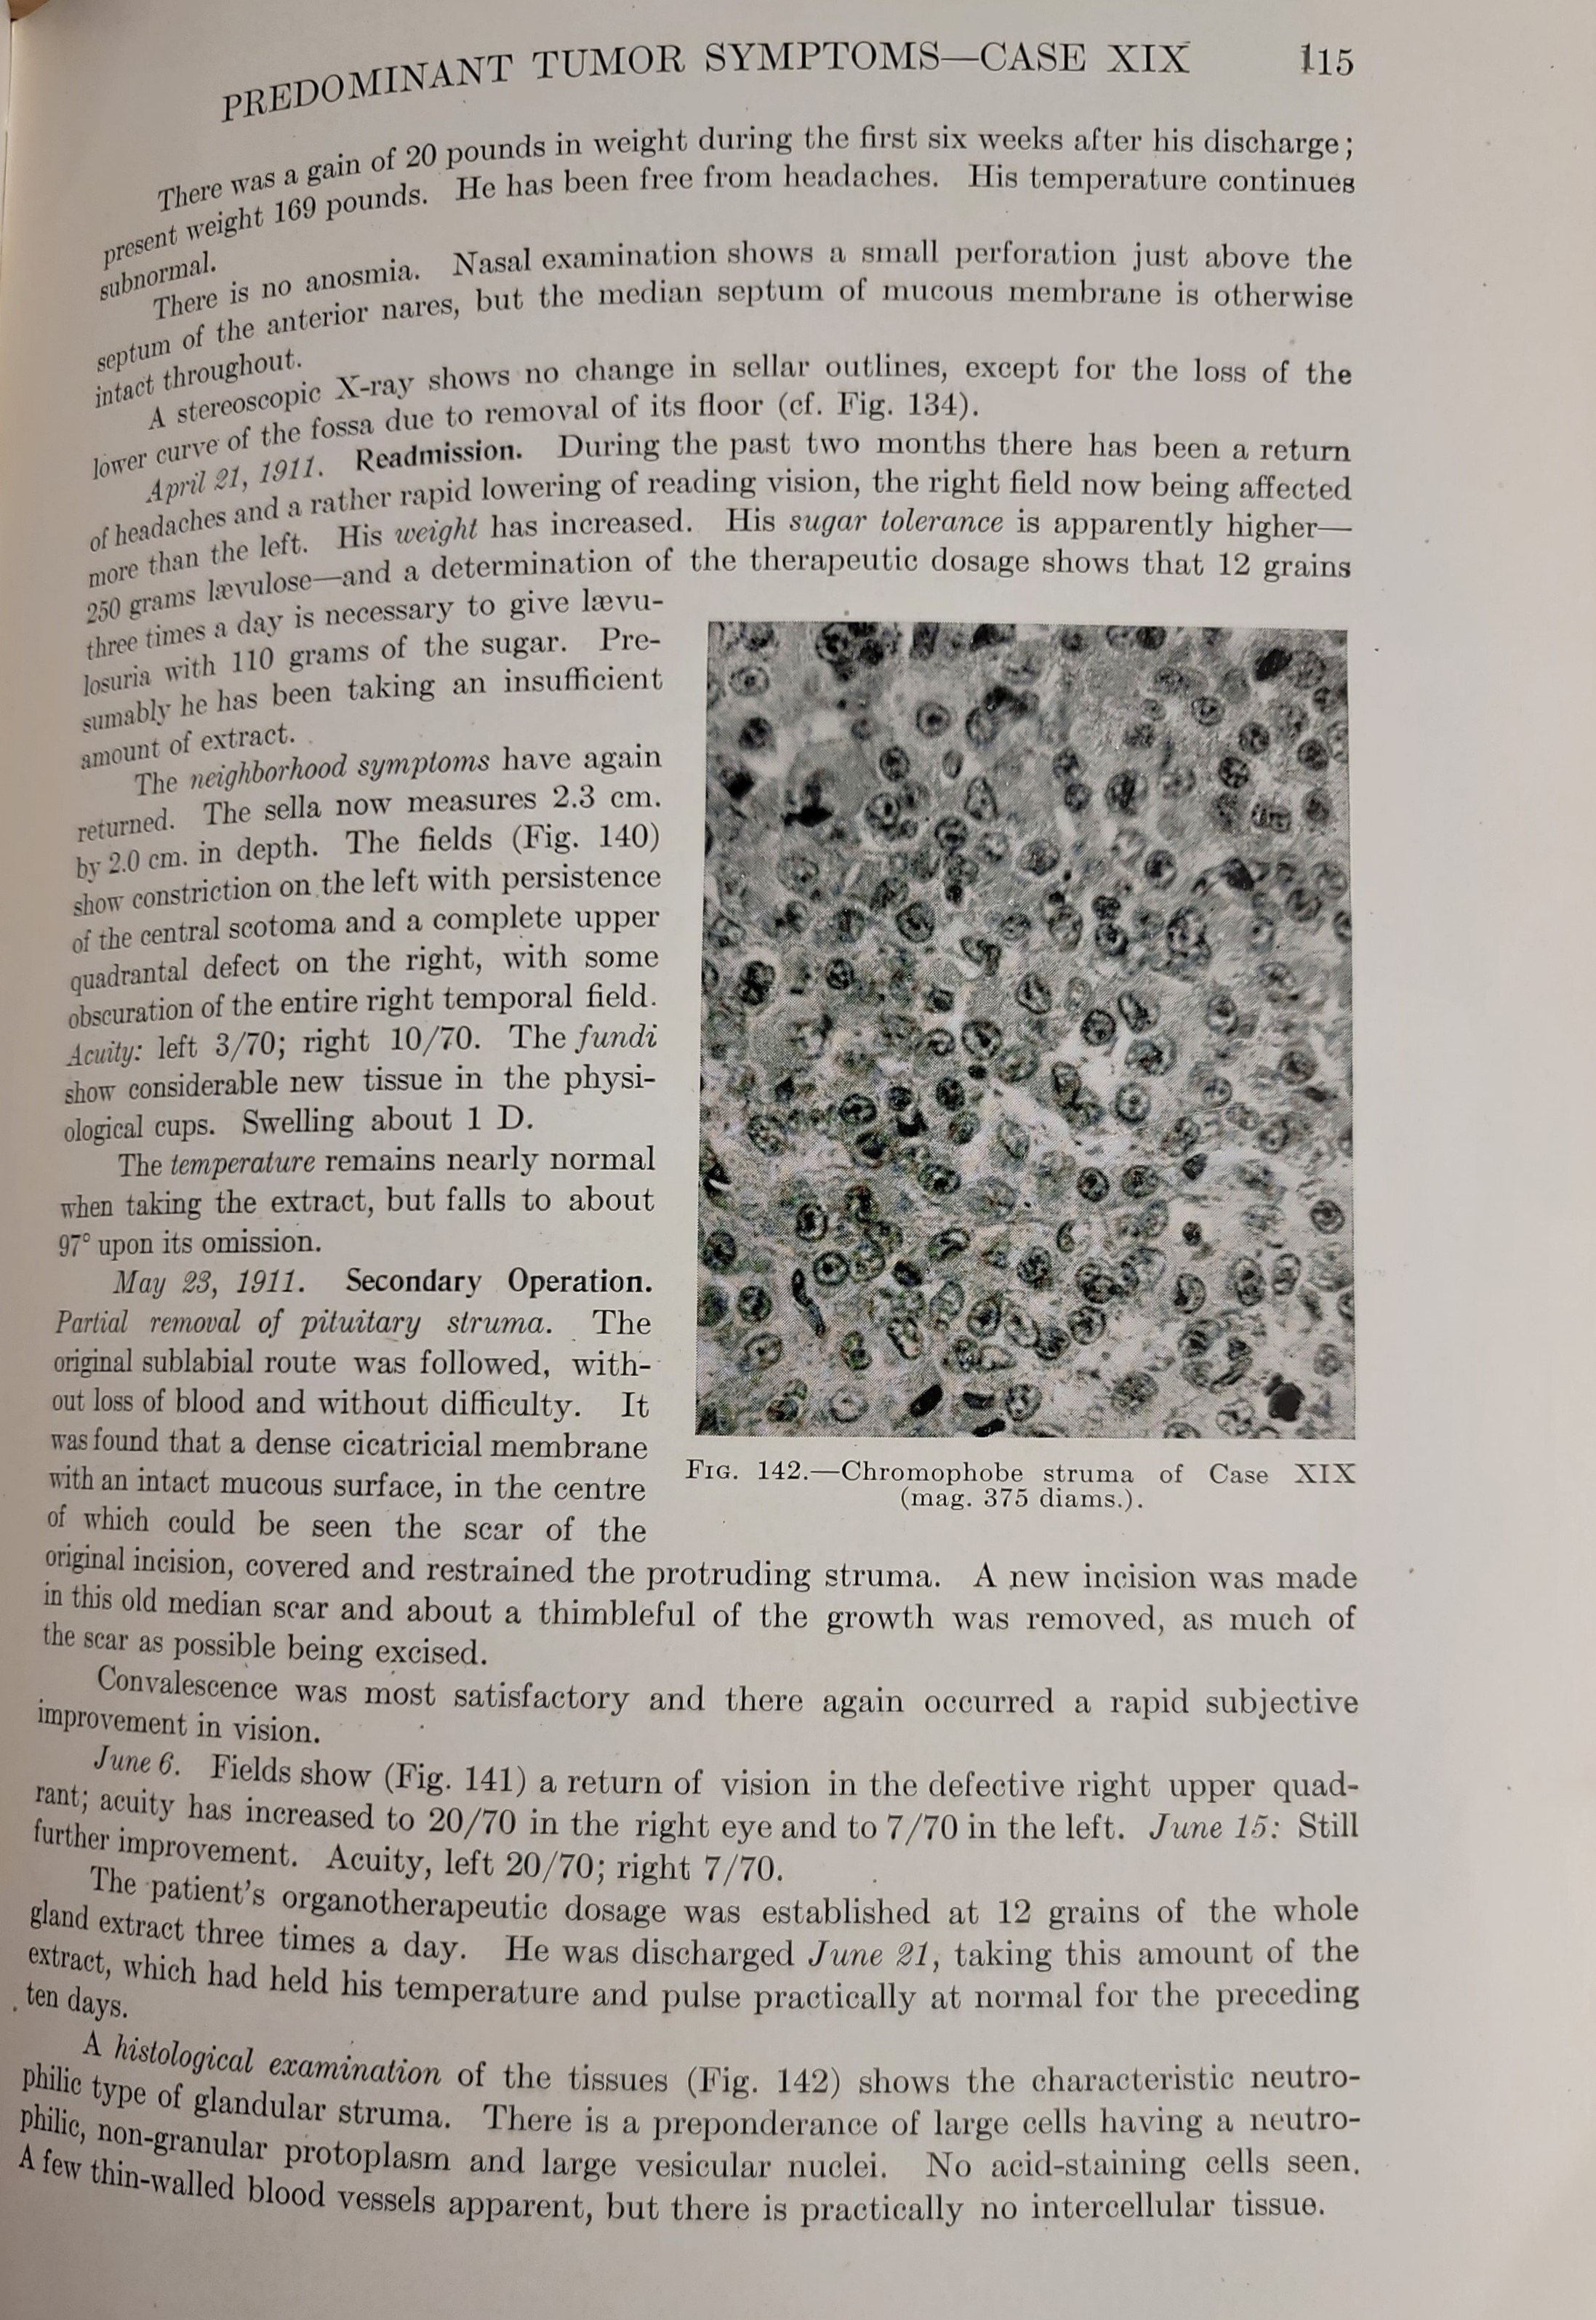 PREDOMINANT TUMOR SYMPTOMS—CASE XIX 115
There was a gain of 20 pounds in weight during the first six weeks after his discharge;
present weight 169 pounds. He has been free from headaches. His temperature continues
subnormal.
There is no anosmia. Nasal examination shows a small perforation just above the
septum of the anterior nares, but the median septum of mucous membrane is otherwise
intact throughout.
A stereoscopic X-ray shows no change in sellar outlines, except for the loss of the
lower curve of the fossa due to removal of its floor (cf. Fig. 134).
April 21, 1911. Readmission. During the past two months there has been a return
of headaches and a rather rapid lowering of reading vision, the right field now being affected
more than the left. His weight has increased. His sugar tolerance is apparently higher—
250 grams lævulose—and a determination of the therapeutic dosage shows that 12 grains
three times a day is necessary to give lævu-
losuria with 110 grams of the sugar. Pre-
sumably he has been taking an insufficient
amount of extract.
The neighborhood symptoms have again
returned. The sella now measures 2.3 cm.
by 2.0 cm. in depth. The fields (Fig. 140)
show constriction on the left with persistence
of the central scotoma and a complete upper
quadrantal defect on the right, with some
obscuration of the entire right temporal field.
Acuity: left 3/70; right 10/70. The fundi
show considerable new tissue in the physi-
ological cups. Swelling about 1 D.
The temperature remains nearly normal
when taking the extract, but falls to about
97° upon its omission.
May 23, 1911. Secondary Operation.
Partial removal of pituitary struma. The
original sublabial route was followed, with-
out loss of blood and without difficulty. It
was found that a dense cicatricial membrane
with an intact mucous surface, in the centre
of which could be seen the scar of the
original incision, covered and restrained the protruding struma. A new incision was made
in this old median scar and about a thimbleful of the growth was removed, as much of
the scar as possible being excised.
FIG. 142.—Chromophobe struma of Case XIX
(mag. 375 diams.).
Convalescence was most satisfactory and there again occurred a rapid subjective
improvement in vision.
June 6. Fields show (Fig. 141) a return of vision in the defective right upper quad-
rant; acuity has increased to 20/70 in the right eye and to 7/70 in the left. June 15: Still
further improvement. Acuity, left 20/70; right 7/70.
The patient's organotherapeutic dosage was established at 12 grains of the whole
gland extract three times a day. He was discharged June 21, taking this amount of the
extract, which had held his temperature and pulse practically at normal for the preceding
ten days.
A histological examination of the tissues (Fig. 142) shows the characteristic neutro-
philic type of glandular struma. There is a preponderance of large cells having a neutro-
philic, non-granular protoplasm and large vesicular nuclei. No acid-staining cells seen.
A few thin-walled blood vessels apparent, but there is practically no intercellular tissue.